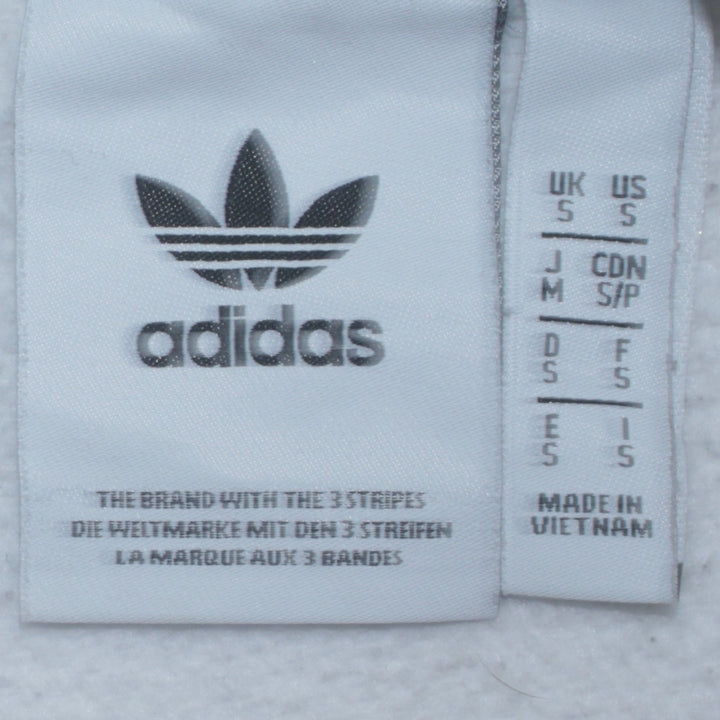 adidas
THE BRAND WITH THE 3 STRIPES
DIE WELTMARKE MIT DEN 3 STREIFEN
LA MARQUE AUX 3 BANDES
UK US
S S
J CDN
M S/P
D F
S S
E I
S S
MADE IN
VIETNAM